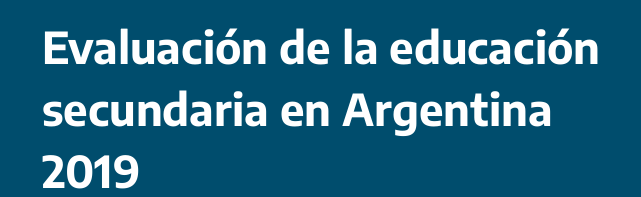 Evaluación de la educación
secundaria en Argentina
2019